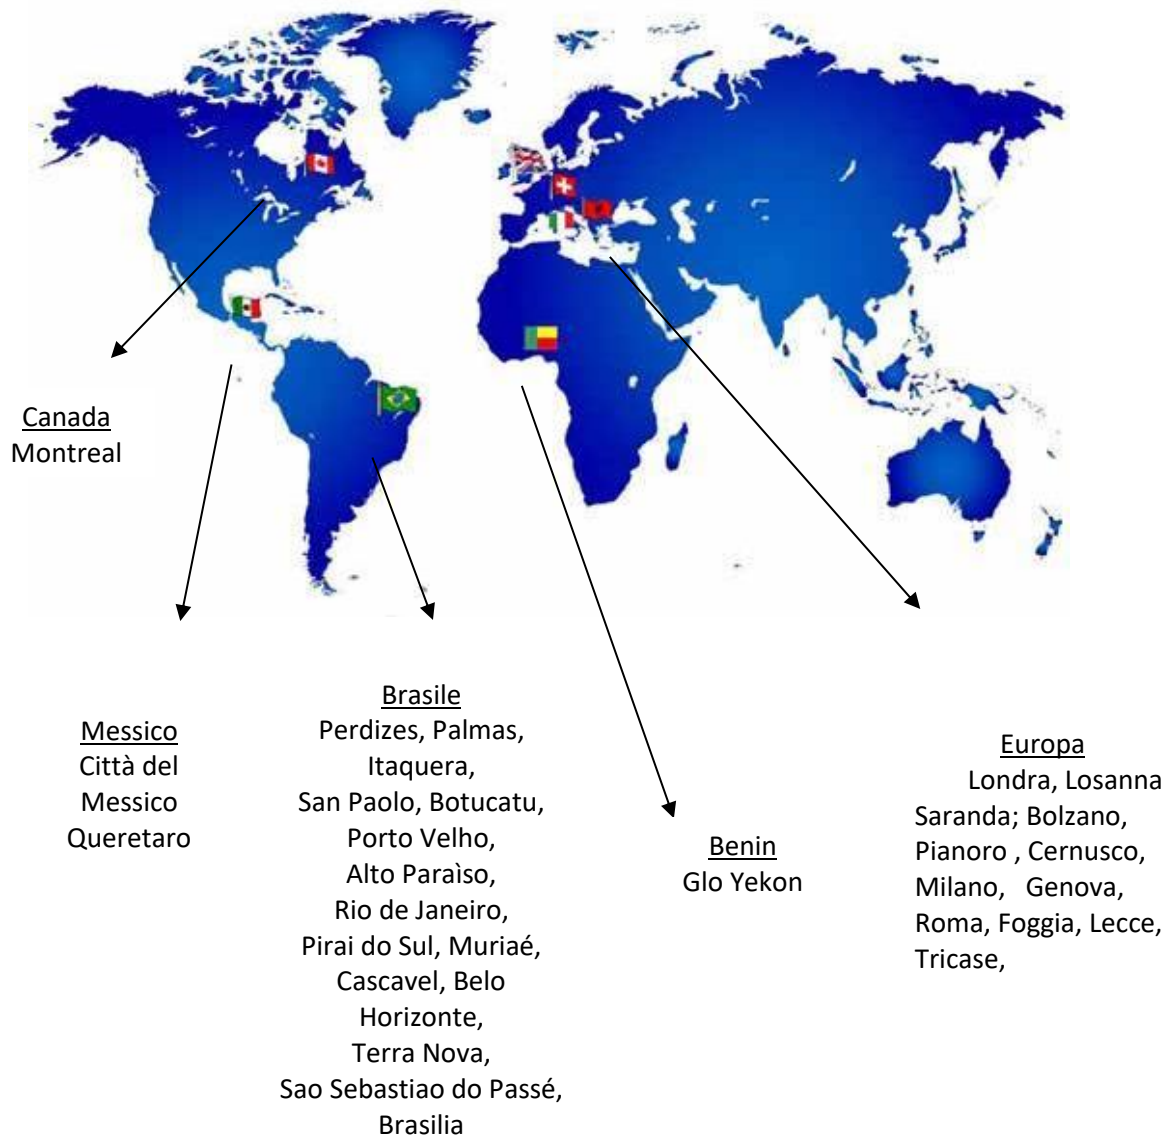 Canada
Montreal
Messico
Città del
Messico
Queretaro
Brasile
Perdizes, Palmas,
Itaquera,
San Paolo, Botucatu,
Porto Velho,
Alto Paraìso,
Rio de Janeiro,
Pirai do Sul, Muriaé,
Cascavel, Belo
Horizonte,
Terra Nova,
Sao Sebastiao do Passé,
Brasilia
Benin
Glo Yekon
Europa
Londra, Losanna
Saranda; Bolzano,
Pianoro , Cernusco,
Milano, Genova,
Roma, Foggia, Lecce,
Tricase,